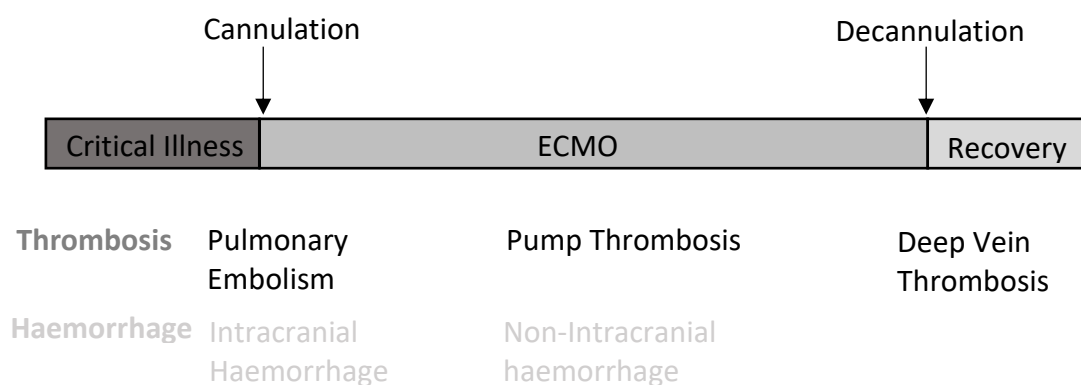 Cannulation
Decannulation
Critical Illness
ECMO
Recovery
Thrombosis
Pulmonary
Embolism
Pump Thrombosis
Deep Vein
Thrombosis
Haemorrhage
Intracranial
Haemorrhage
Non-Intracranial
haemorrhage